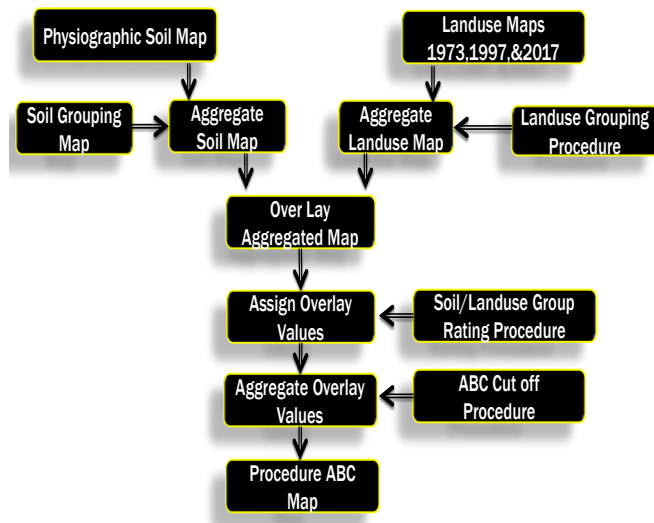 Physiographic Soil Map
Landuse Maps
1973,1997,&2017
Soil Grouping
Map
Aggregate
Soil Map
Aggregate
Landuse Map
Landuse Grouping
Procedure
Over Lay
Aggregated Map
Assign Overlay
Values
Soil/Landuse Group
Rating Procedure
Aggregate Overlay
Values
ABC Cut off
Procedure
Procedure ABC
Map